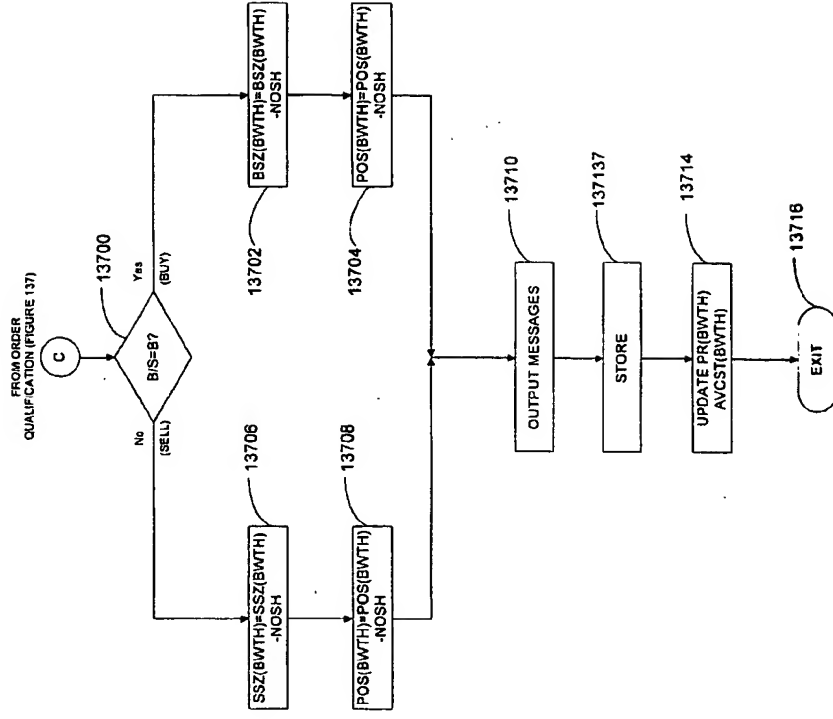 FROM ORDER
QUALIFICATION (FIGURE 137)
C
13700
B/S=B?
No
(SELL)
Yes
(BUY)
SSZ(BWTH)=SSZ(BWTH)
-NOSH
13706
BSZ(BWTH)=BSZ(BWTH)
-NOSH
13702
POS(BWTH)=POS(BWTH)
-NOSH
13708
POS(BWTH)=POS(BWTH)
-NOSH
13704
OUTPUT MESSAGES
13710
STORE
137137
UPDATE PR(BWTH)
AVCST(BWTH)
13714
EXIT
13716